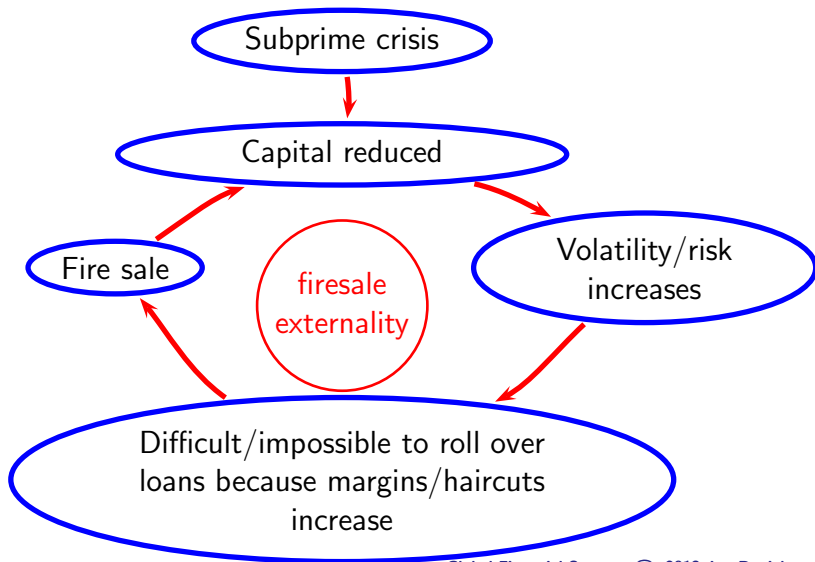 Subprime crisis
Capital reduced
Volatility/risk
increases
Fire sale
firesale
externality
Difficult/impossible to roll over
loans because margins/haircuts
increase